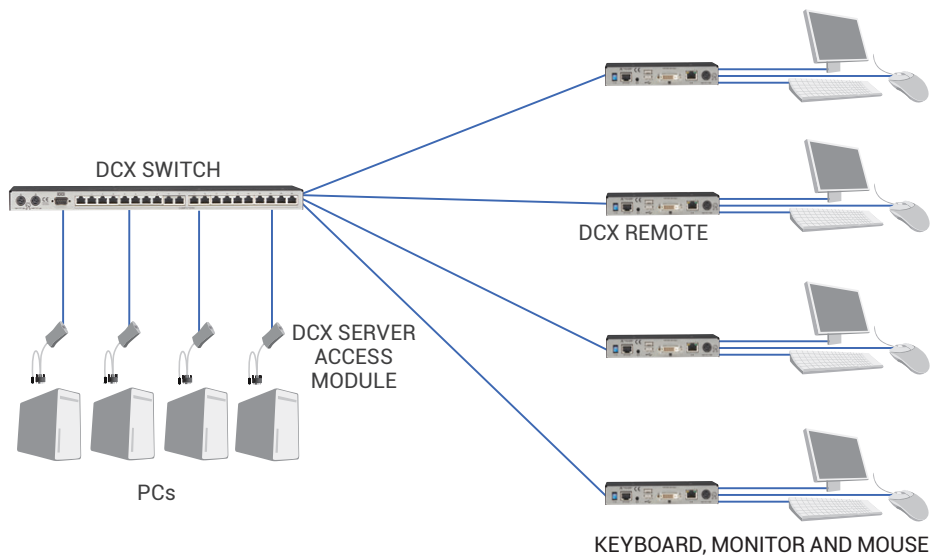 DCX SWITCH
DCX REMOTE
DCX SERVER
ACCESS
MODULE
PCs
KEYBOARD, MONITOR AND MOUSE